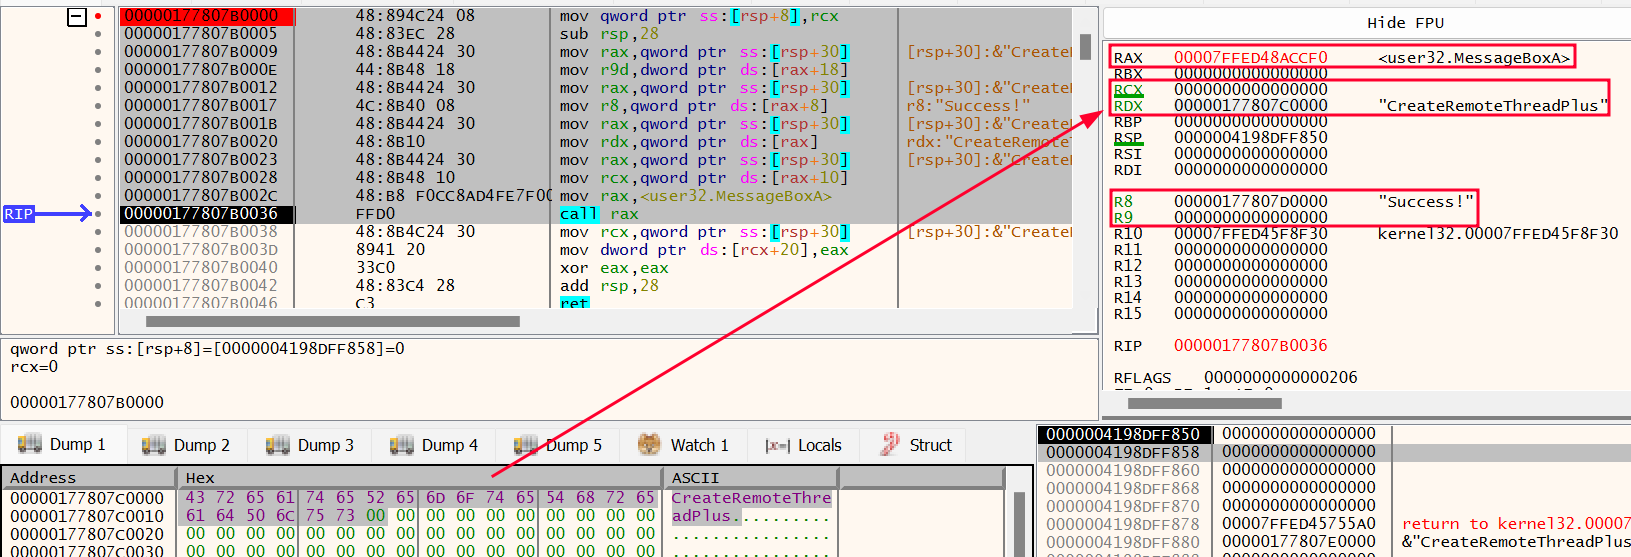 00000177807B0000 48:894C24 08 mov qword ptr ss:[rsp+8],rcx
00000177807B0005 48:83EC 28 sub rsp,28
00000177807B0009 48:8B4424 30 mov rax,qword ptr ss:[rsp+30] [rsp+30]:&"CreateR
00000177807B000E 44:8B48 18 mov r9d,dword ptr ds:[rax+18]
00000177807B0012 48:8B4424 30 mov rax,qword ptr ss:[rsp+30] [rsp+30]:&"CreateR
00000177807B0017 4C:8B40 08 mov r8,qword ptr ds:[rax+8] r8:"Success!"
00000177807B001B 48:8B4424 30 mov rax,qword ptr ss:[rsp+30] [rsp+30]:&"CreateR
00000177807B0020 48:8B10 mov rdx,qword ptr ds:[rax] rdx:"CreateRemoteT
00000177807B0023 48:8B4424 30 mov rax,qword ptr ss:[rsp+30] [rsp+30]:&"CreateR
00000177807B0028 48:8B48 10 mov rcx,qword ptr ds:[rax+10]
00000177807B002C 48:B8 F0CC8AD4FE7F00 mov rax,<user32.MessageBoxA>
RIP 00000177807B0036 FFD0 call rax
00000177807B0038 48:8B4C24 30 mov rcx,qword ptr ss:[rsp+30] [rsp+30]:&"CreateR
00000177807B003D 8941 20 mov dword ptr ds:[rcx+20],eax
00000177807B0040 33C0 xor eax,eax
00000177807B0042 48:83C4 28 add rsp,28
00000177807B0046 C3 ret
Hide FPU
RAX 00007FFED48ACCF0 <user32.MessageBoxA>
RBX 0000000000000000
RCX 0000000000000000
RDX 00000177807C0000 "CreateRemoteThreadPlus"
RBP 0000000000000000
RSP 0000004198DFF850
RSI 0000000000000000
RDI 0000000000000000
R8 00000177807D0000 "Success!"
R9 0000000000000000
R10 00007FFED45F8F30 kernel32.00007FFED45F8F30
R11 0000000000000000
R12 0000000000000000
R13 0000000000000000
R14 0000000000000000
R15 0000000000000000
RIP 00000177807B0036
RFLAGS 0000000000000206
qword ptr ss:[rsp+8]=[0000004198DFF858]=0
rcx=0
00000177807B0000
Dump 1 Dump 2 Dump 3 Dump 4 Dump 5 Watch 1 [x=] Locals Struct
Address Hex ASCII
00000177807C0000 43 72 65 61 74 65 52 65 6D 6F 74 65 54 68 72 65 CreateRemoteThre
00000177807C0010 61 64 50 6C 75 73 00 00 00 00 00 00 00 00 00 00 adPlus..........
00000177807C0020 00 00 00 00 00 00 00 00 00 00 00 00 00 00 00 00 ................
00000177807C0030 00 00 00 00 00 00 00 00 00 00 00 00 00 00 00 00 ................
0000004198DFF850 0000000000000000
0000004198DFF858 0000000000000000
0000004198DFF860 0000000000000000
0000004198DFF868 0000000000000000
0000004198DFF870 0000000000000000
0000004198DFF878 00007FFED45755A0 return to kernel32.00007
0000004198DFF880 00000177807E0000 &"CreateRemoteThreadPlus